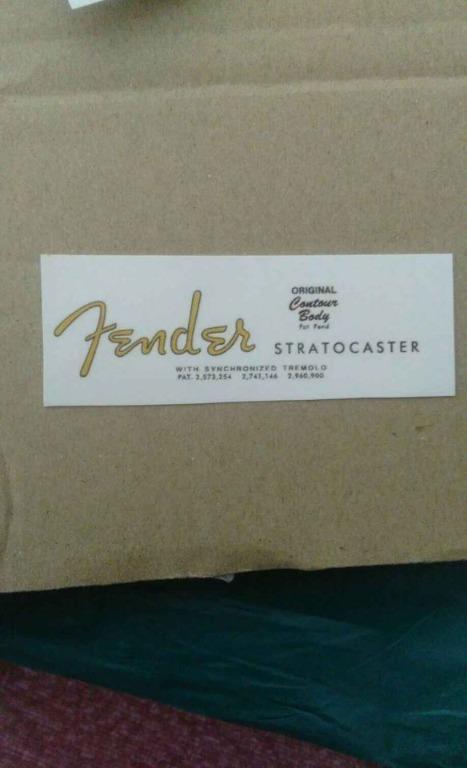 Fender
ORIGINAL
Contour
Body
Pat Pend
STRATOCASTER
WITH SYNCHRONIZED TREMOLO
PAT. 2,573,254 2,741,146 2,960,900